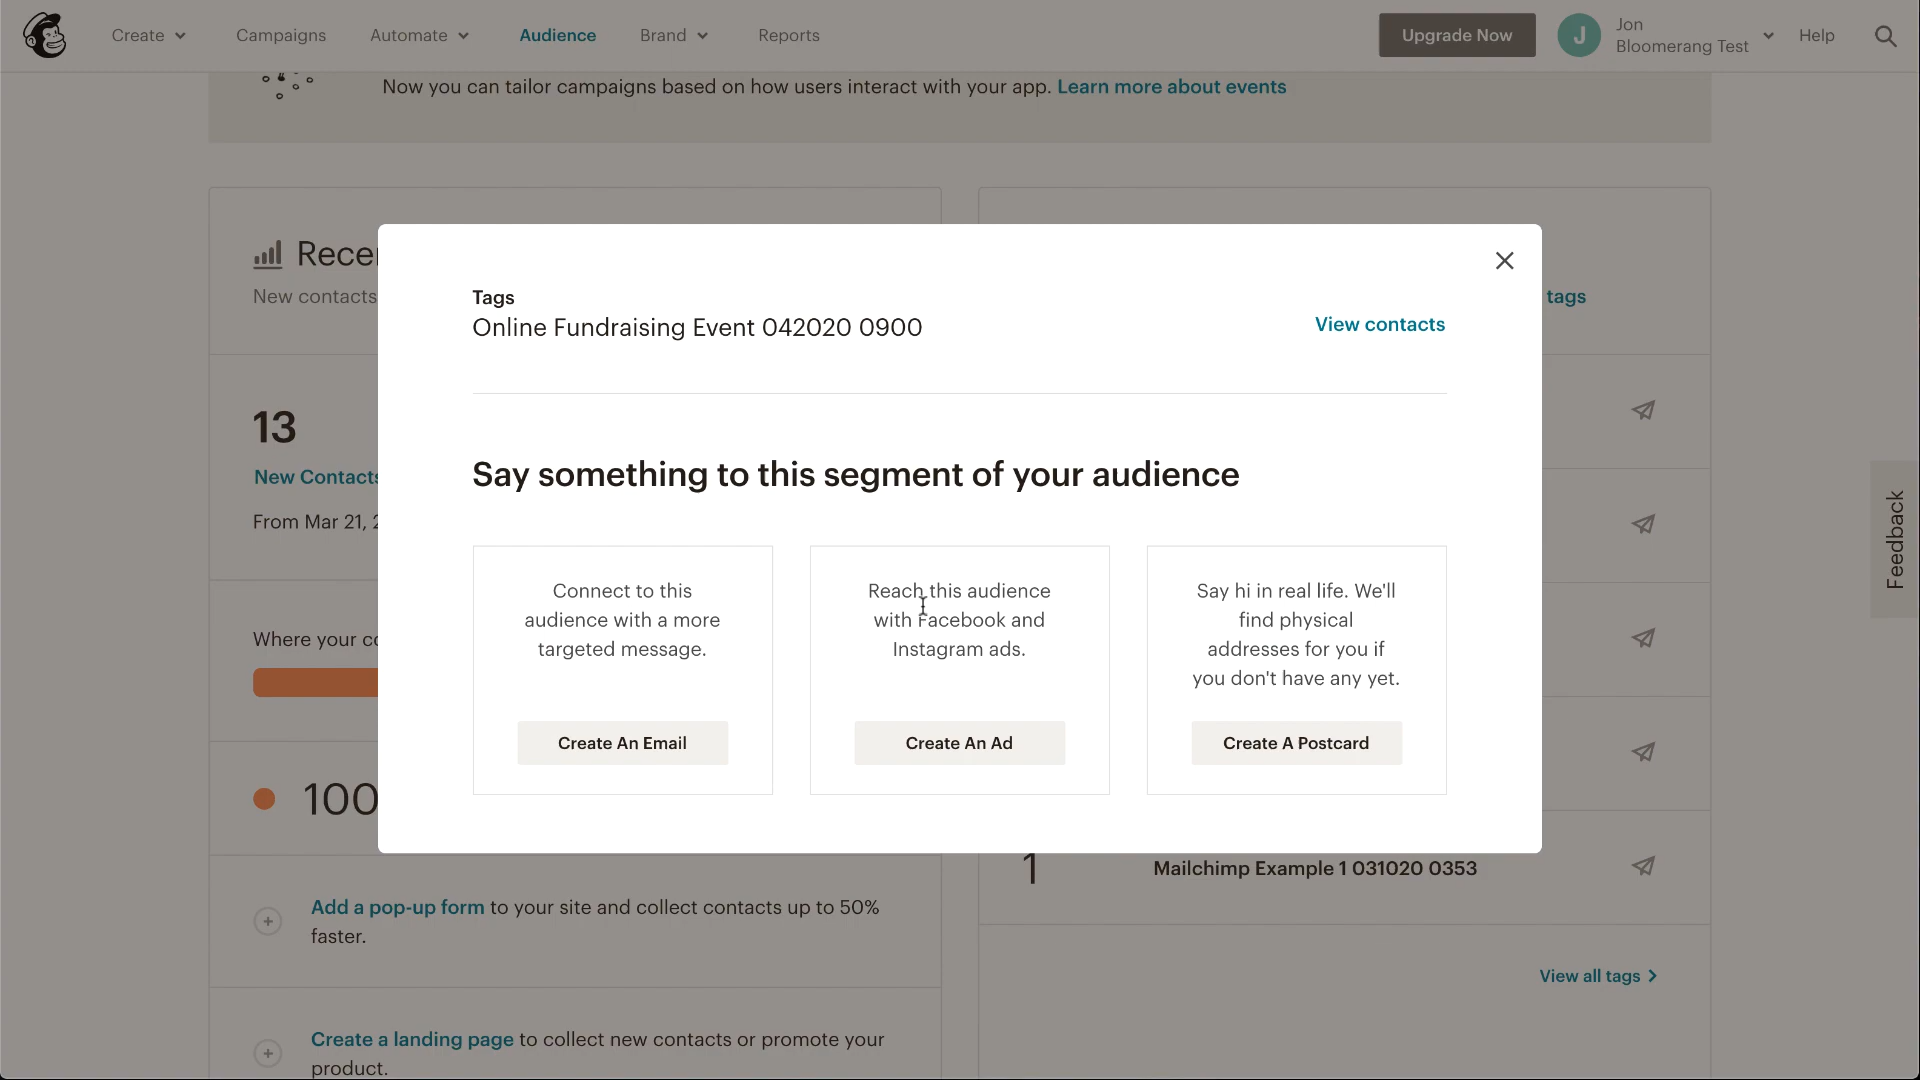 Create
Campaigns
Automate
Audience
Brand
Reports
Upgrade Now
J
Jon
Bloomerang Test
Help
Now you can tailor campaigns based on how users interact with your app. Learn more about events
New contacts
tags
Tags
Online Fundraising Event 042020 0900
View contacts
13
New Contacts
From Mar 21,
Say something to this segment of your audience
Connect to this
audience with a more
targeted message.
Create An Email
Reach this audience
with Facebook and
Instagram ads.
Create An Ad
Say hi in real life. We'll
find physical
addresses for you if
you don't have any yet.
Create A Postcard
Feedback
Where your
100
1
Mailchimp Example 1 031020 0353
Add a pop-up form to your site and collect contacts up to 50%
faster.
View all tags
Create a landing page to collect new contacts or promote your
product.